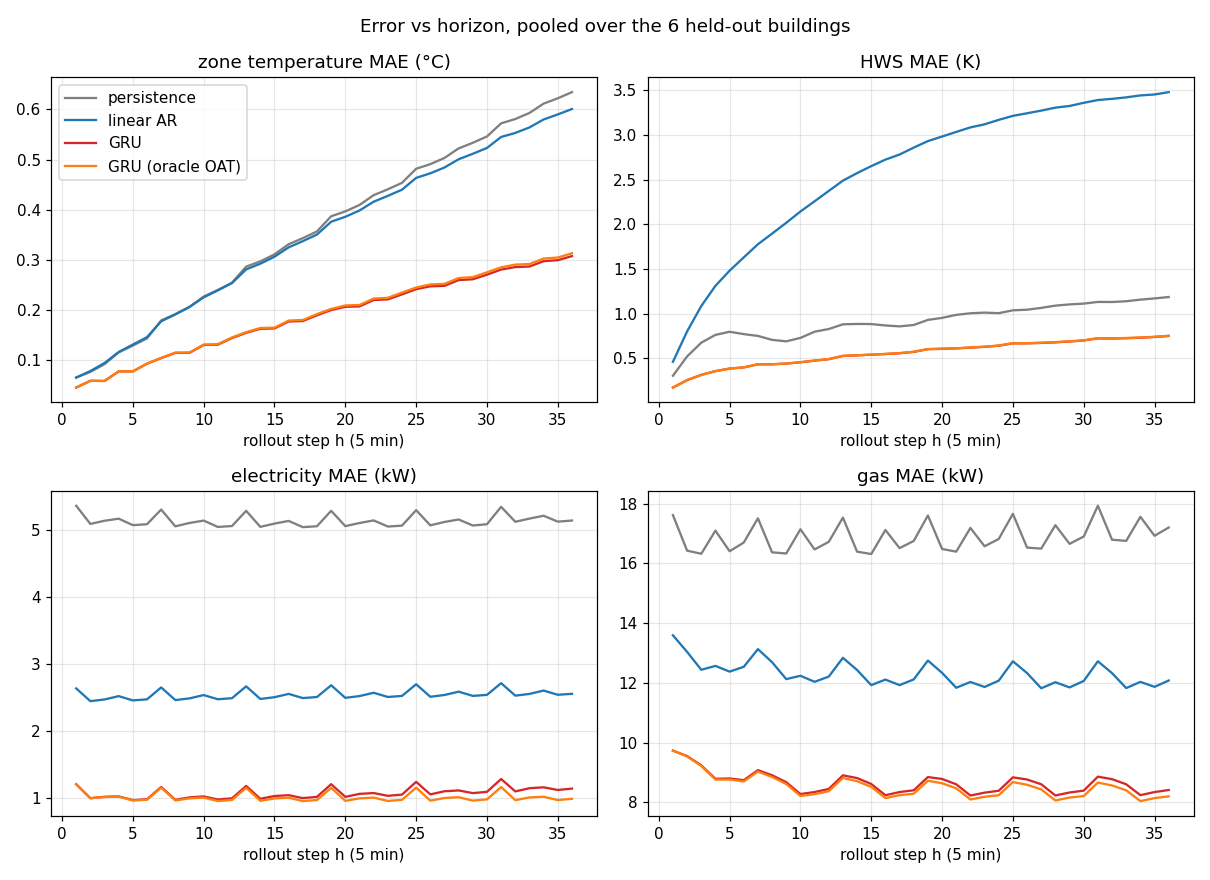 Error vs horizon, pooled over the 6 held-out buildings
zone temperature MAE (°C)
persistence
linear AR
GRU
GRU (oracle OAT)
0.6
0.5
0.4
0.3
0.2
0.1
0 5 10 15 20 25 30 35
rollout step h (5 min)
HWS MAE (K)
3.5
3.0
2.5
2.0
1.5
1.0
0.5
0 5 10 15 20 25 30 35
rollout step h (5 min)
electricity MAE (kW)
5
4
3
2
1
0 5 10 15 20 25 30 35
rollout step h (5 min)
gas MAE (kW)
18
16
14
12
10
8
0 5 10 15 20 25 30 35
rollout step h (5 min)